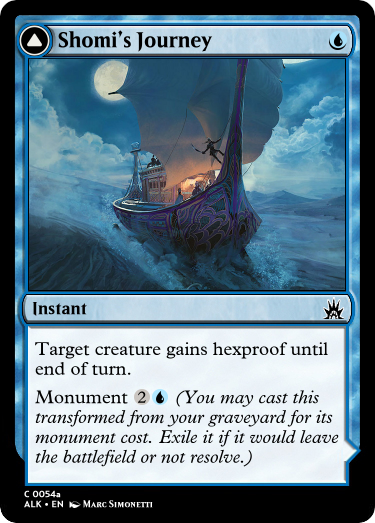 Shomi's Journey
Instant
Target creature gains hexproof until
end of turn.
Monument 2 (You may cast this
transformed from your graveyard for its
monument cost. Exile it if it would leave
the battlefield or not resolve.)
C 0054a
ALK • EN Marc Simonetti